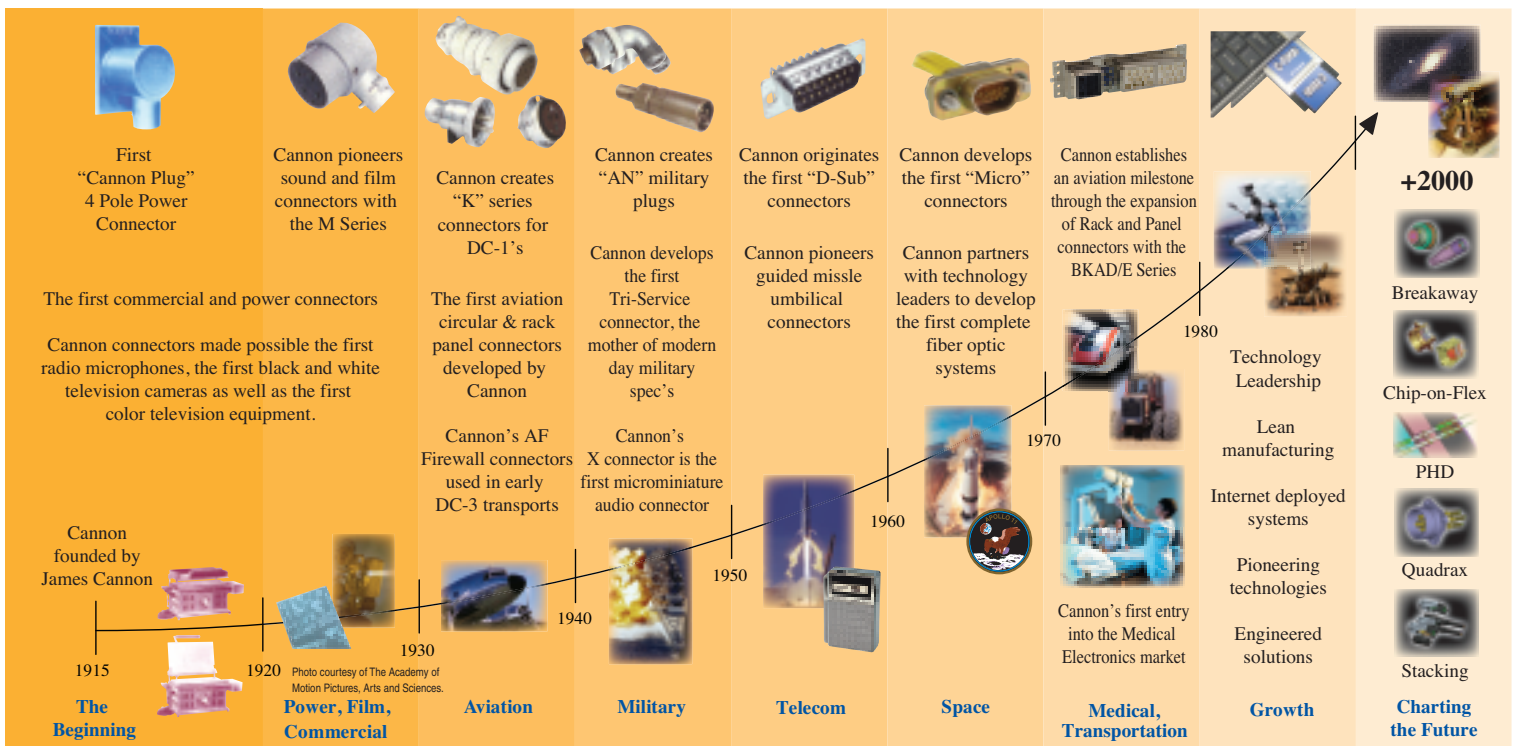 First
“Cannon Plug”
4 Pole Power
Connector
Cannon pioneers
sound and film
connectors with
the M Series
The first commercial and power connectors
Cannon connectors made possible the first
radio microphones, the first black and white
television cameras as well as the first
color television equipment.
Cannon
founded by
James Cannon
1915
1920
Photo courtesy of The Academy of
Motion Pictures, Arts and Sciences.
The
Beginning
Power, Film,
Commercial
Cannon creates
“K” series
connectors for
DC-1’s
The first aviation
circular & rack
panel connectors
developed by
Cannon
Cannon’s AF
Firewall connectors
used in early
DC-3 transports
1930
Aviation
Cannon creates
“AN” military
plugs
Cannon develops
the first
Tri-Service
connector, the
mother of modern
day military
spec’s
Cannon’s
X connector is the
first microminiature
audio connector
1940
Military
Cannon originates
the first “D-Sub”
connectors
Cannon pioneers
guided missle
umbilical
connectors
1950
Telecom
Cannon develops
the first “Micro”
connectors
Cannon partners
with technology
leaders to develop
the first complete
fiber optic
systems
1960
APOLLO 11
Space
Cannon establishes
an aviation milestone
through the expansion
of Rack and Panel
connectors with the
BKAD/E Series
1970
Cannon’s first entry
into the Medical
Electronics market
Medical,
Transportation
1980
Technology
Leadership
Lean
manufacturing
Internet deployed
systems
Pioneering
technologies
Engineered
solutions
Growth
+2000
Breakaway
Chip-on-Flex
PHD
Quadrax
Stacking
Charting
the Future